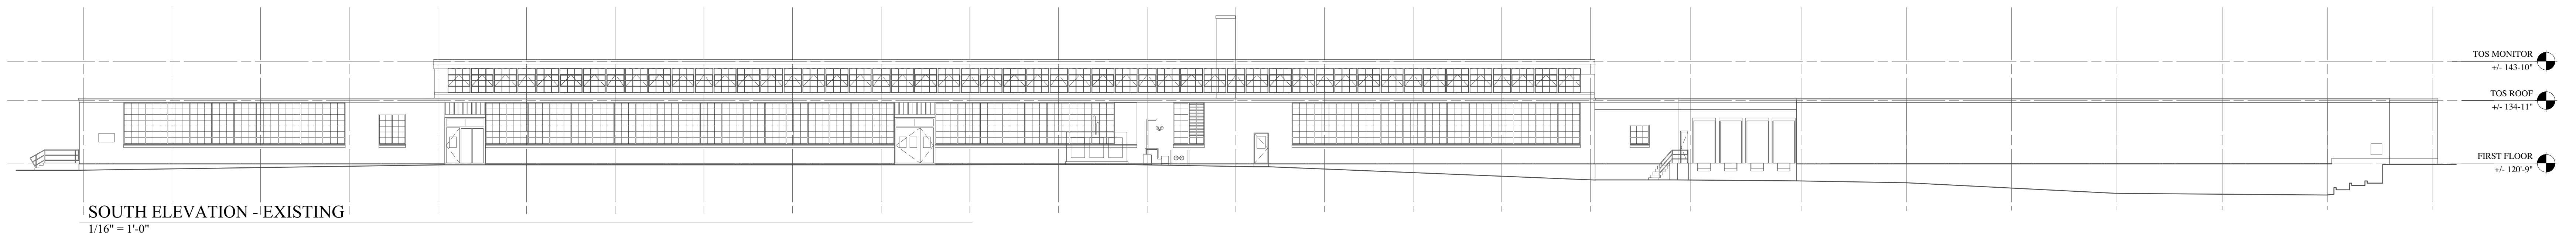 TOS MONITOR
+/- 143-10"
TOS ROOF
+/- 134-11"
FIRST FLOOR
+/- 120'-9"
SOUTH ELEVATION - EXISTING
1/16" = 1'-0"